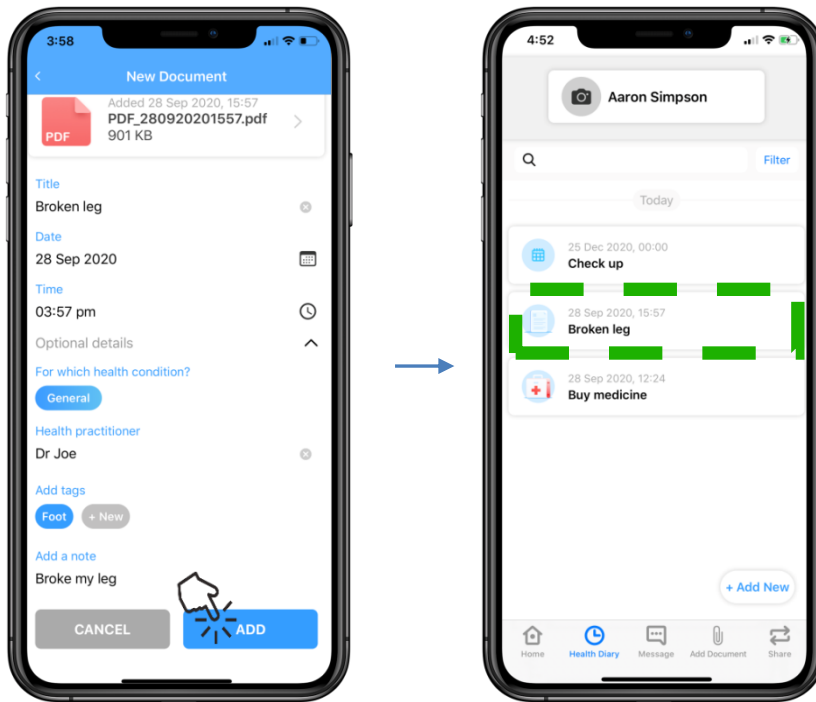 3:58
New Document
Added 28 Sep 2020, 15:57
PDF_280920201557.pdf
PDF
901 KB
Title
Broken leg
Date
28 Sep 2020
Time
03:57 pm
Optional details
For which health condition?
General
Health practitioner
Dr Joe
Add tags
Foot
+ New
Add a note
Broke my leg
CANCEL
ADD
4:52
Aaron Simpson
Filter
Today
25 Dec 2020, 00:00
Check up
28 Sep 2020, 15:57
Broken leg
28 Sep 2020, 12:24
Buy medicine
+ Add New
Home
Health Diary
Message
Add Document
Share